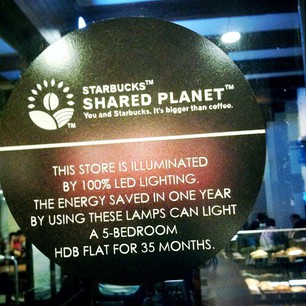 STARBUCKS™
SHARED PLANET™
You and Starbucks. It's bigger than coffee.
THIS STORE IS ILLUMINATED
BY 100% LED LIGHTING.
THE ENERGY SAVED IN ONE YEAR
BY USING THESE LAMPS CAN LIGHT
A 5-BEDROOM
HDB FLAT FOR 35 MONTHS.